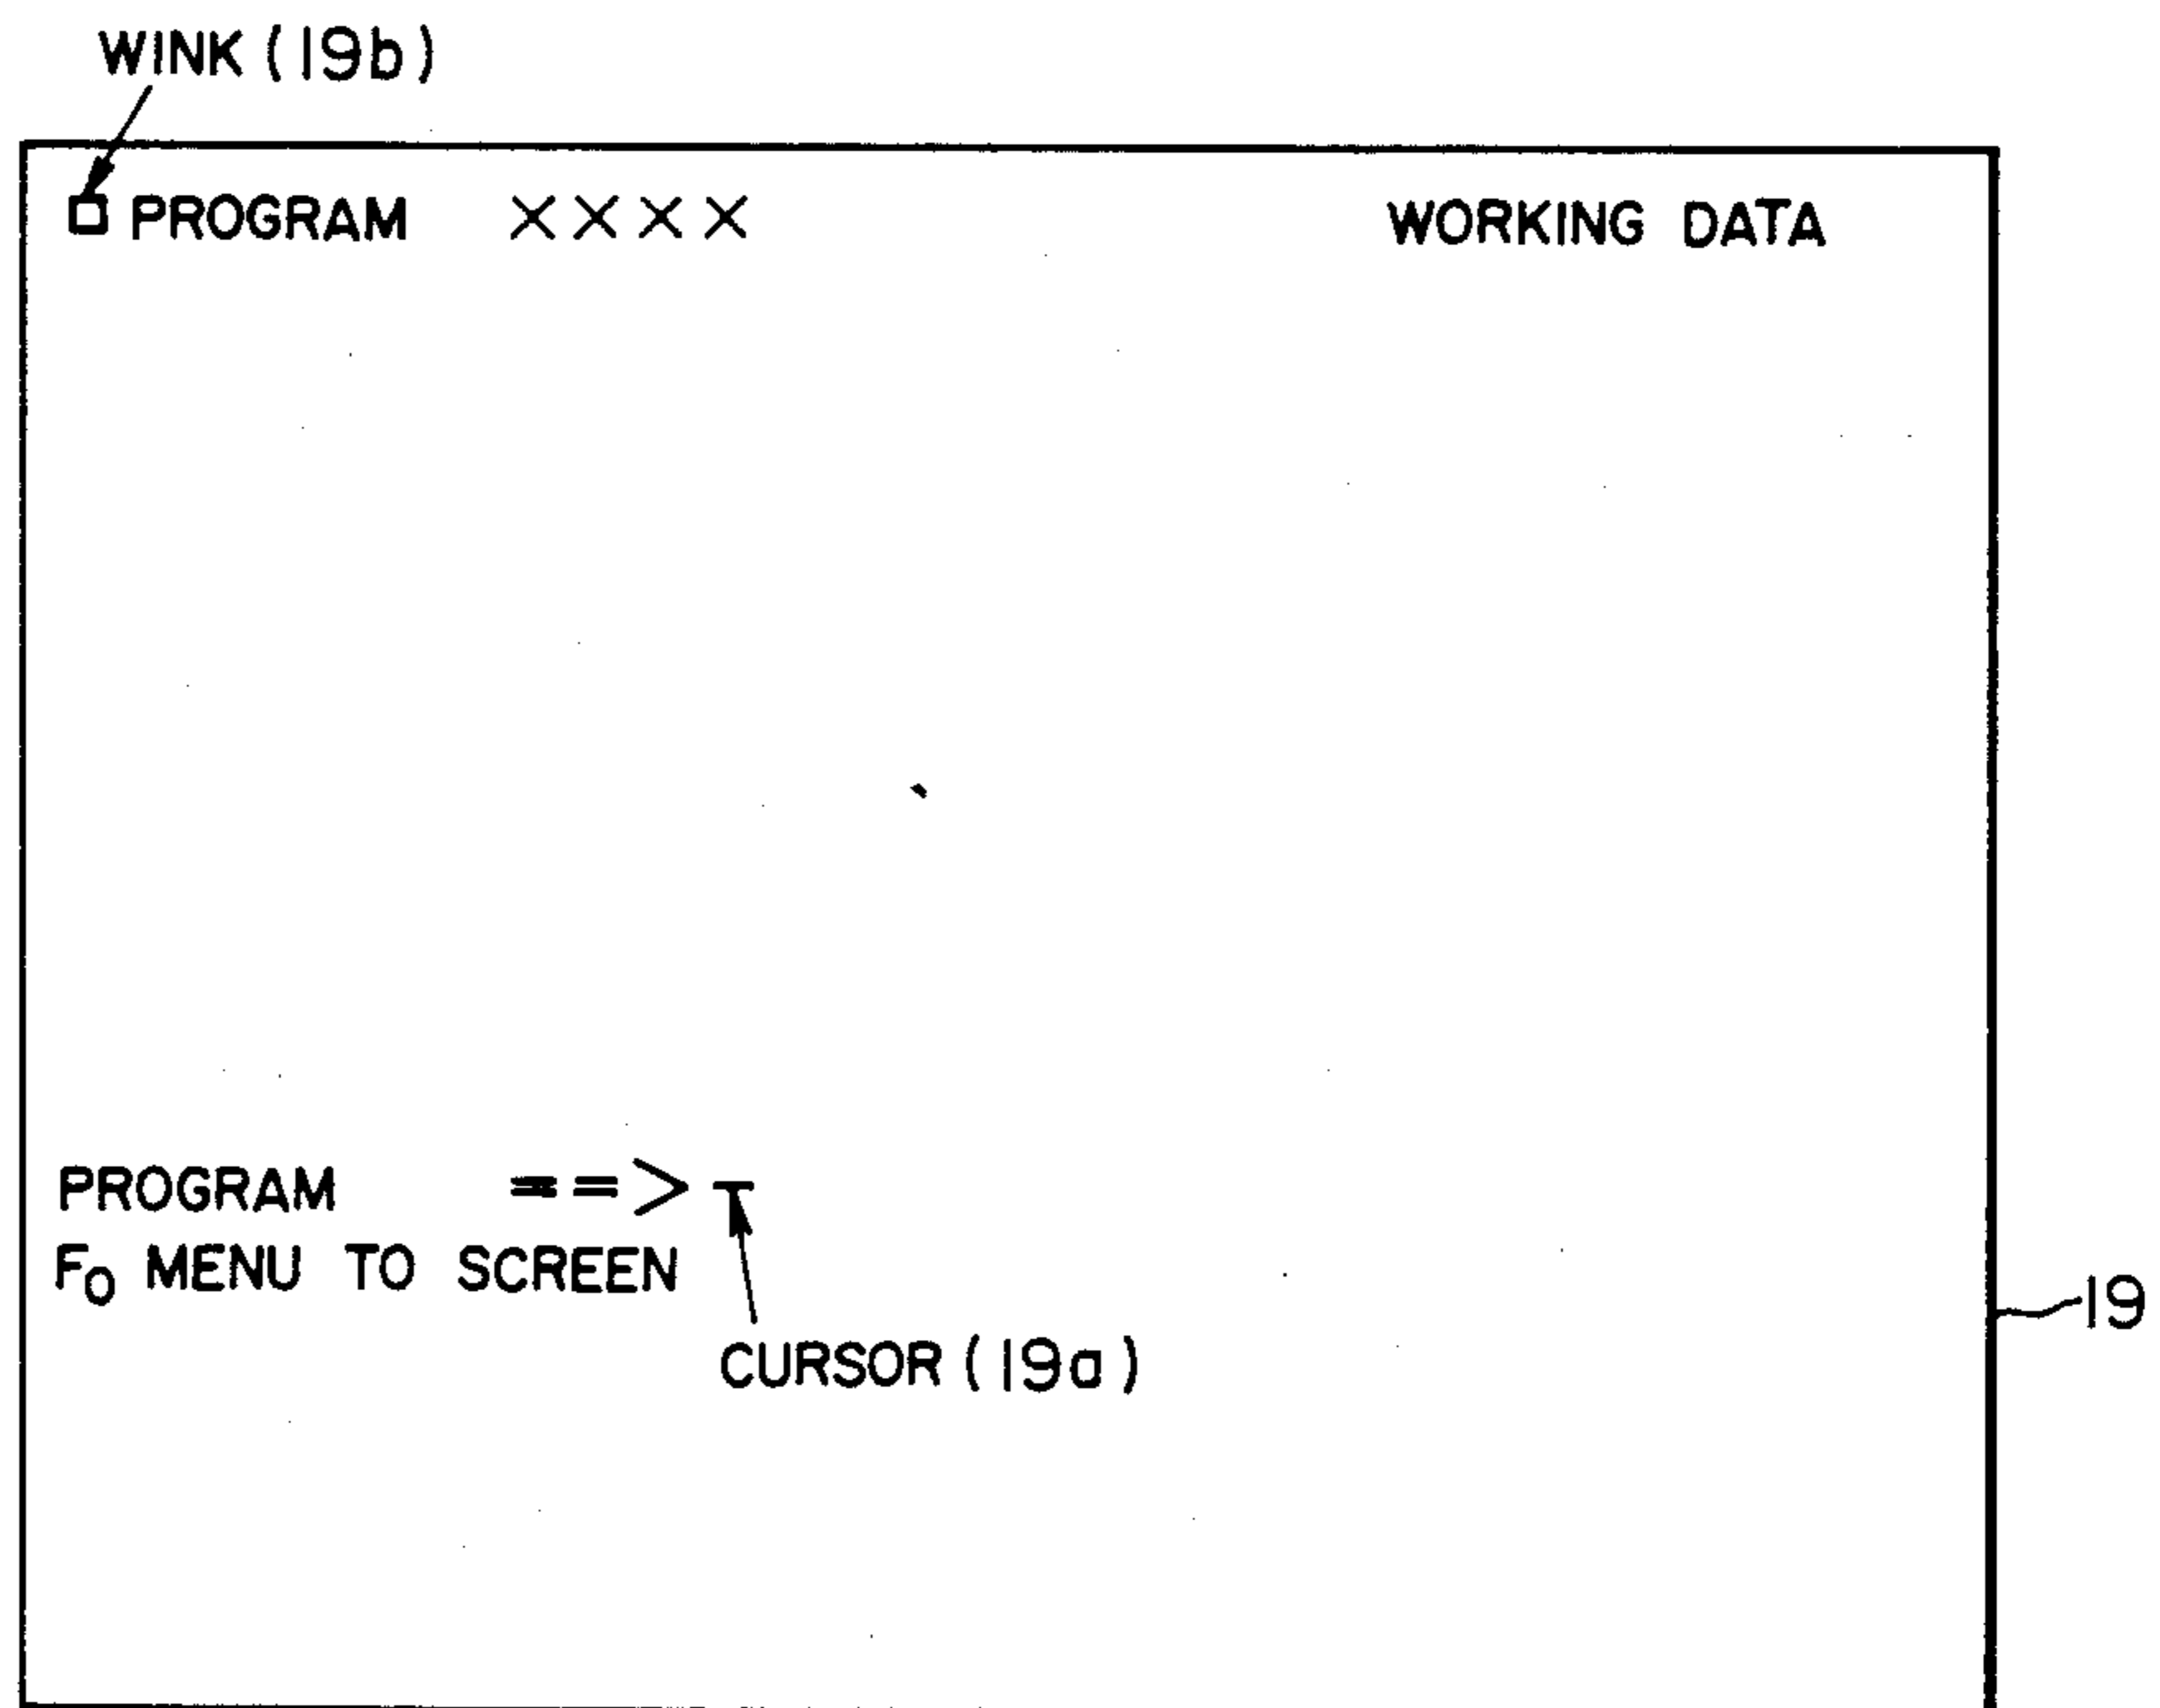 WINK (19b)
□ PROGRAM XXXX WORKING DATA
PROGRAM ==>
F0 MENU TO SCREEN
19
CURSOR (19a)